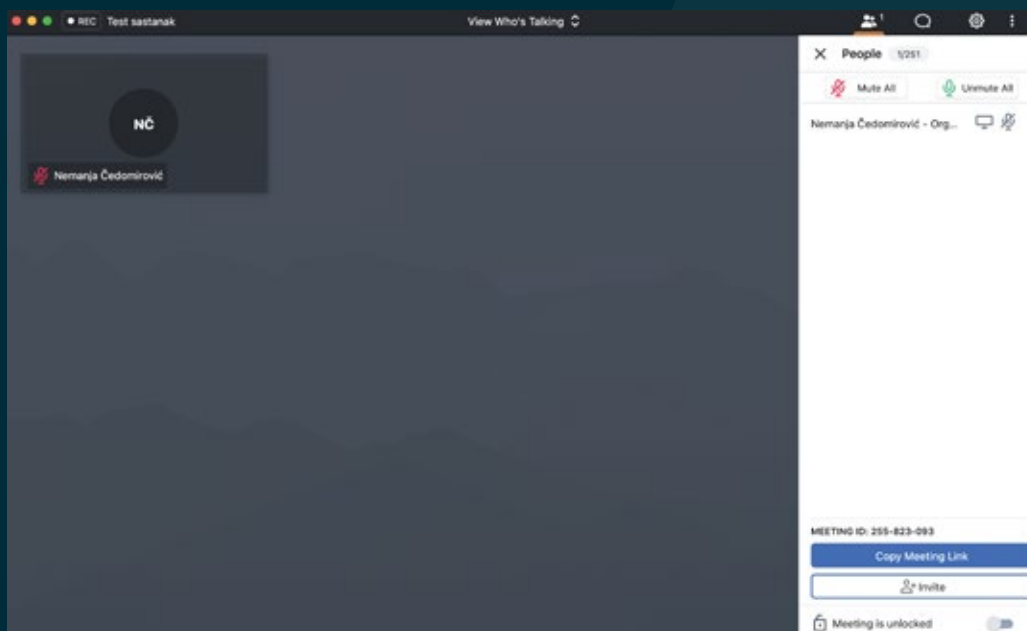 REC Test sastanak
View Who's Talking
1
People 1/251
Mute All
Unmute All
NČ
Nemanja Čedomirović
Nemanja Čedomirović - Org...
MEETING ID: 255-823-093
Copy Meeting Link
Invite
Meeting is unlocked